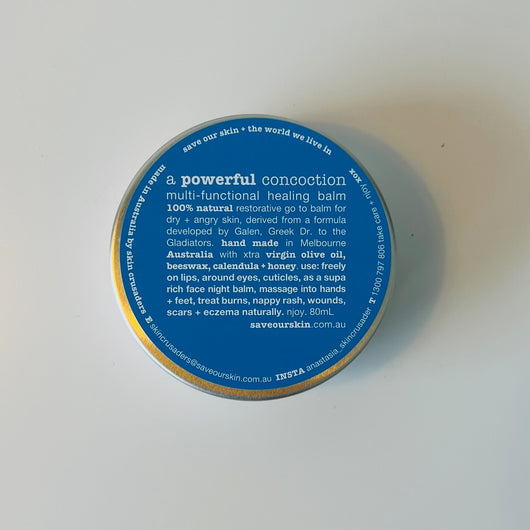 save our skin + the world we live in
a powerful concoction
multi-functional healing balm
100% natural restorative go to balm for
dry + angry skin, derived from a formula
developed by Galen, Greek Dr. to the
Gladiators. hand made in Melbourne
Australia with xtra virgin olive oil,
beeswax, calendula + honey. use: freely
on lips, around eyes, cuticles, as a supa
rich face night balm, massage into hands
+ feet, treat burns, nappy rash, wounds,
scars + eczema naturally. njoy. 80mL
saveourskin.com.au
made in Australia by skin crusaders E skincrusaders@saveourskin.com.au INSTA anastasia_skincrusader T 1300 797 806 take care + njoy xox